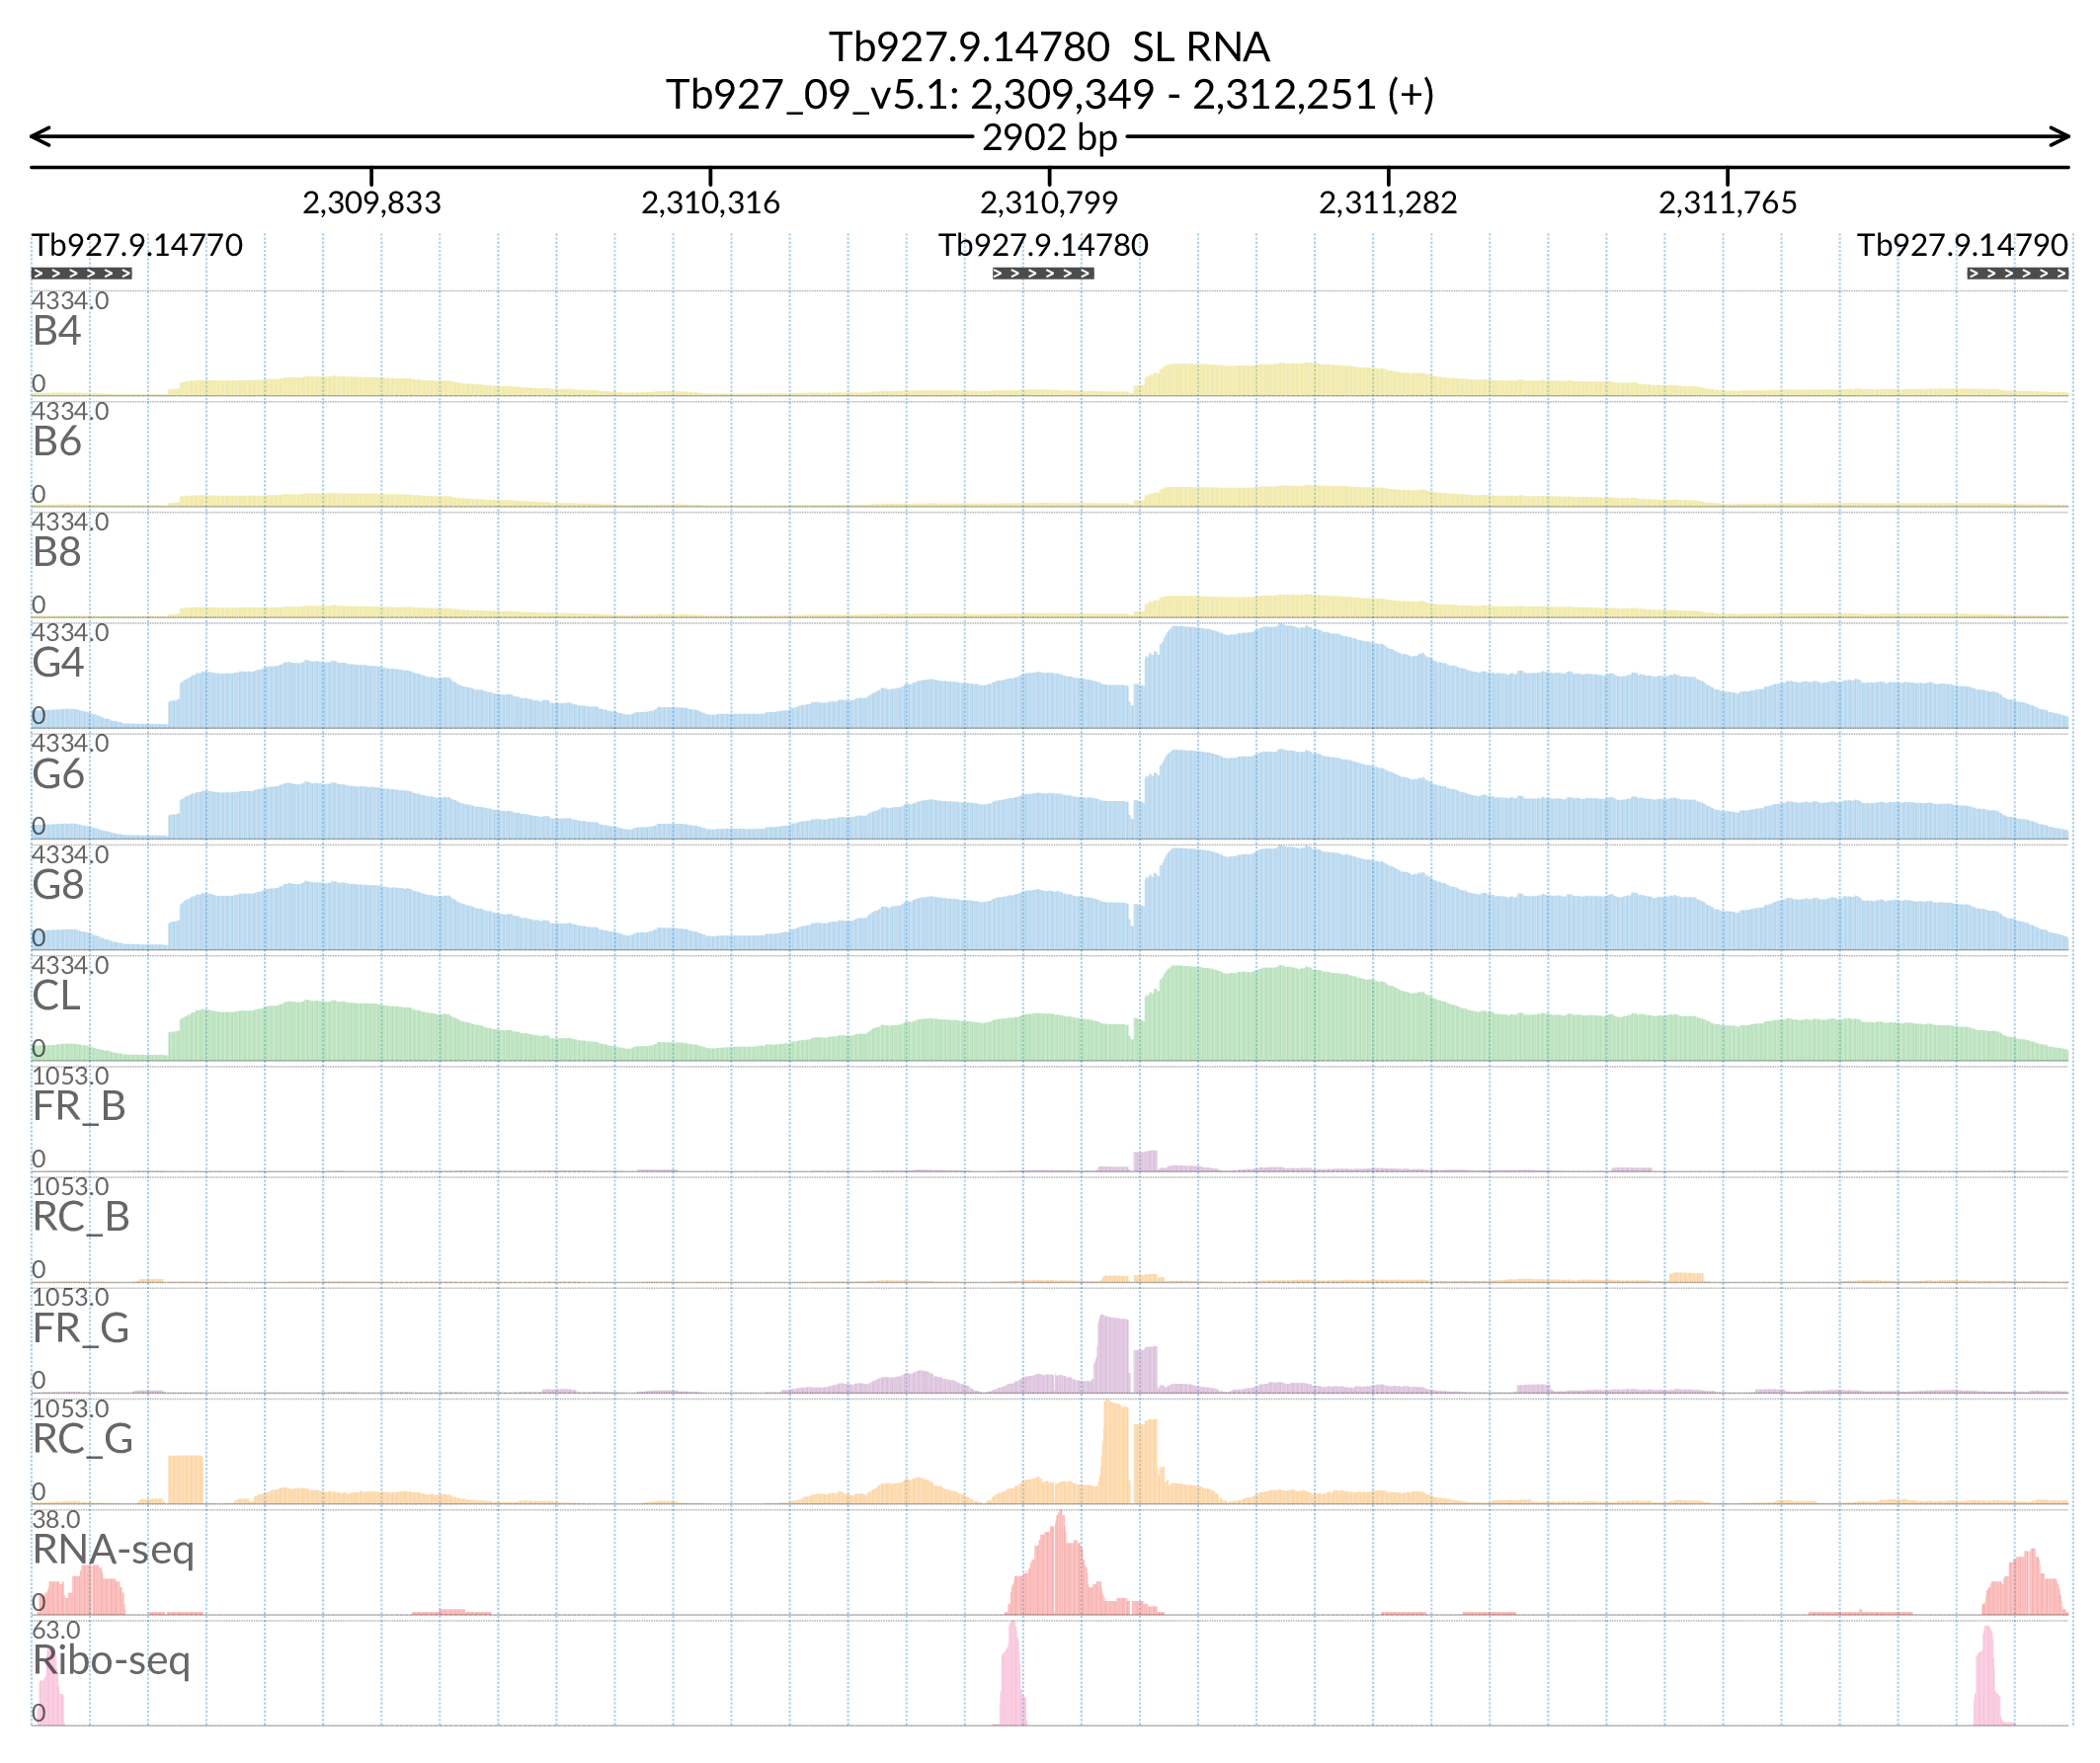 Tb927.9.14780 SL RNA
Tb927_09_v5.1: 2,309,349 - 2,312,251 (+)
2902 bp
2,309,833 2,310,316 2,310,799 2,311,282 2,311,765
Tb927.9.14770 Tb927.9.14780 Tb927.9.14790
4334.0
B4
0
4334.0
B6
0
4334.0
B8
0
4334.0
G4
0
4334.0
G6
0
4334.0
G8
0
4334.0
CL
0
1053.0
FR_B
0
1053.0
RC_B
0
1053.0
FR_G
0
1053.0
RC_G
0
38.0
RNA-seq
0
63.0
Ribo-seq
0